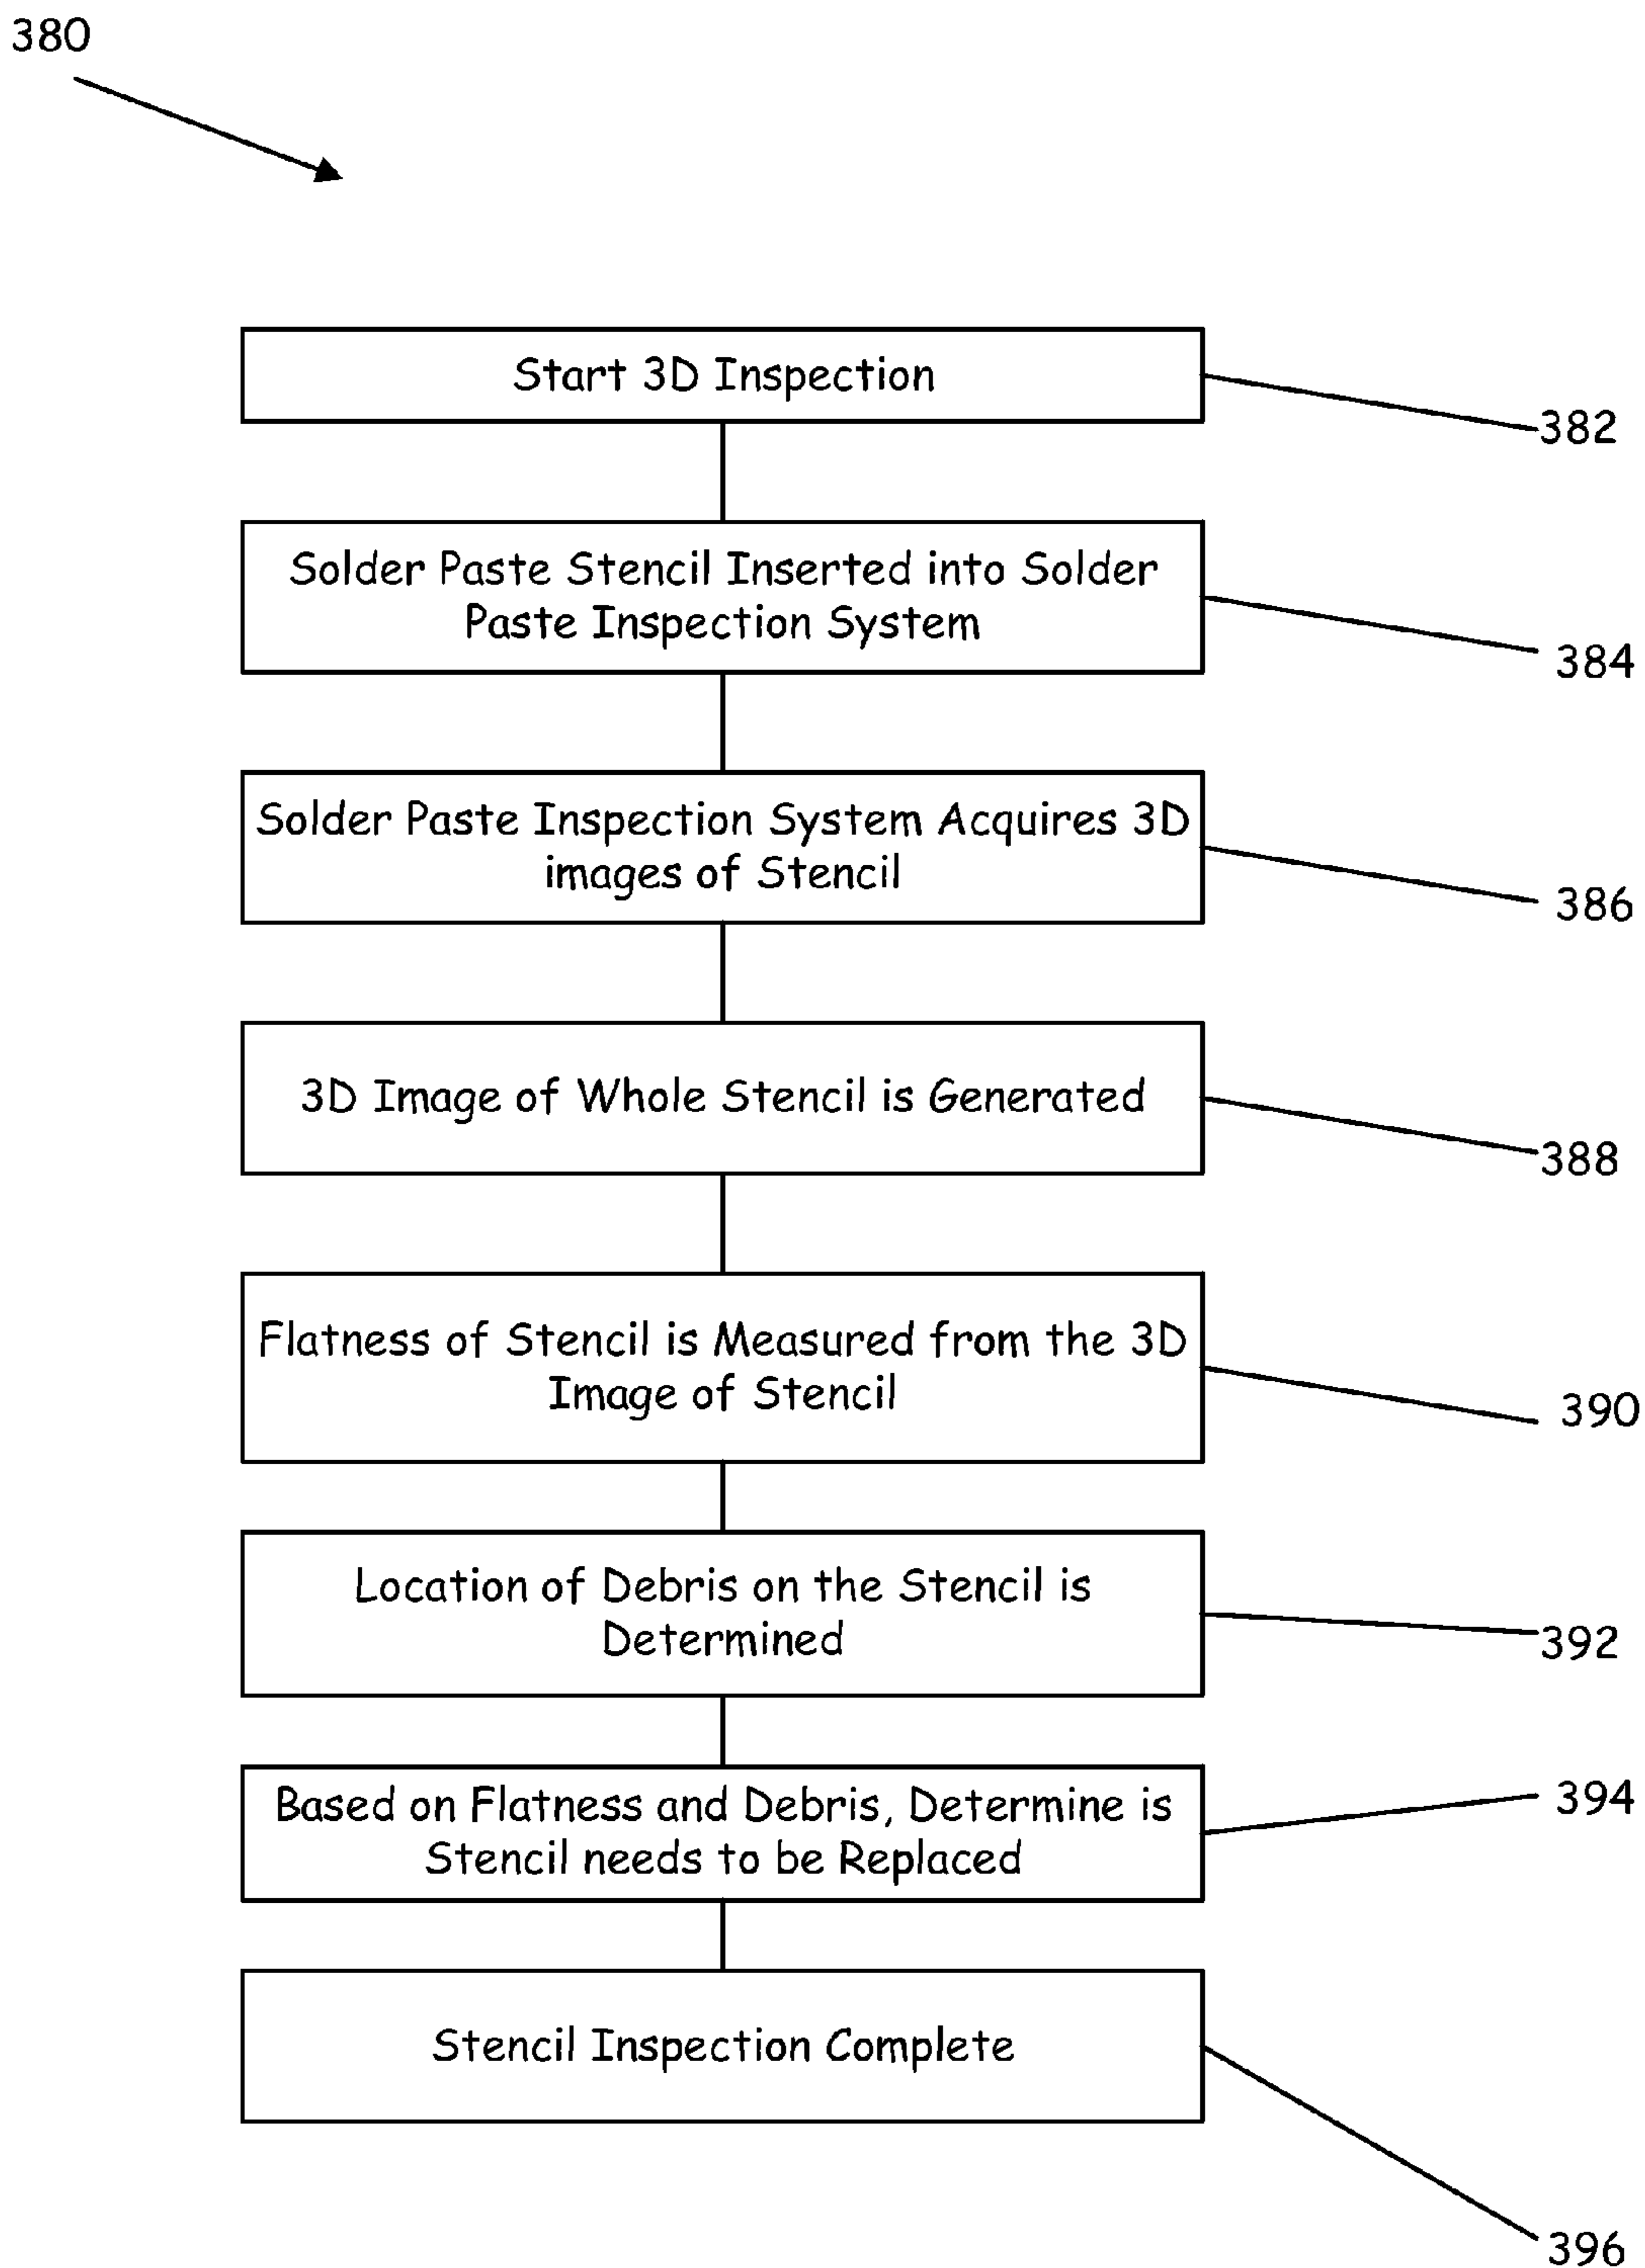 380
Start 3D Inspection
382
Solder Paste Stencil Inserted into Solder
Paste Inspection System
384
Solder Paste Inspection System Acquires 3D
images of Stencil
386
3D Image of Whole Stencil is Generated
388
Flatness of Stencil is Measured from the 3D
Image of Stencil
390
Location of Debris on the Stencil is
Determined
392
Based on Flatness and Debris, Determine is
Stencil needs to be Replaced
394
Stencil Inspection Complete
396